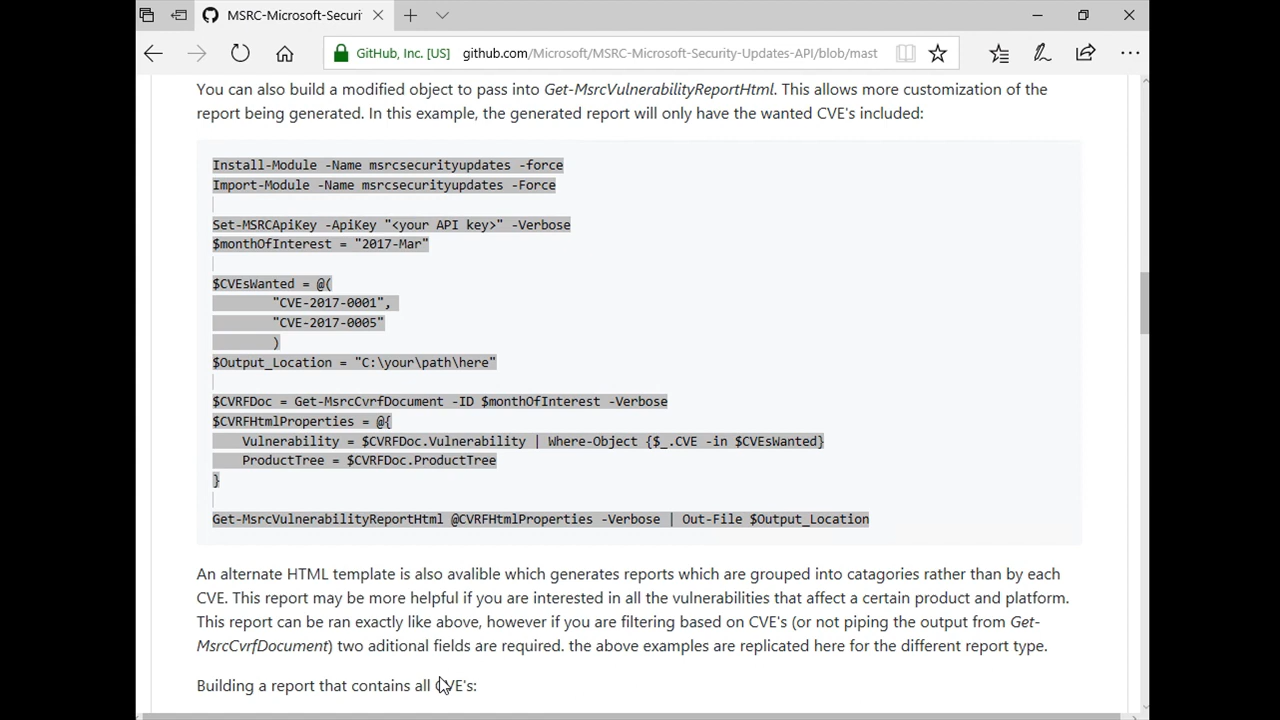 MSRC-Microsoft-Securi
GitHub, Inc. [US] github.com/Microsoft/MSRC-Microsoft-Security-Updates-API/blob/mast
You can also build a modified object to pass into Get-MsrcVulnerabilityReportHtml. This allows more customization of the
report being generated. In this example, the generated report will only have the wanted CVE's included:
Install-Module -Name msrcsecurityupdates -force
Import-Module -Name msrcsecurityupdates -Force
Set-MSRCApiKey -ApiKey "<your API key>" -Verbose
$monthOfInterest = "2017-Mar"
$CVEsWanted = @(
"CVE-2017-0001",
"CVE-2017-0005"
)
$Output_Location = "C:\your\path\here"
$CVRFDoc = Get-MsrcCvrfDocument -ID $monthOfInterest -Verbose
$CVRFHtmlProperties = @{
Vulnerability = $CVRFDoc.Vulnerability | Where-Object {$_.CVE -in $CVEsWanted}
ProductTree = $CVRFDoc.ProductTree
}
Get-MsrcVulnerabilityReportHtml @CVRFHtmlProperties -Verbose | Out-File $Output_Location
An alternate HTML template is also avalible which generates reports which are grouped into catagories rather than by each
CVE. This report may be more helpful if you are interested in all the vulnerabilities that affect a certain product and platform.
This report can be ran exactly like above, however if you are filtering based on CVE's (or not piping the output from Get-
MsrcCvrfDocument) two aditional fields are required. the above examples are replicated here for the different report type.
Building a report that contains all CVE's: